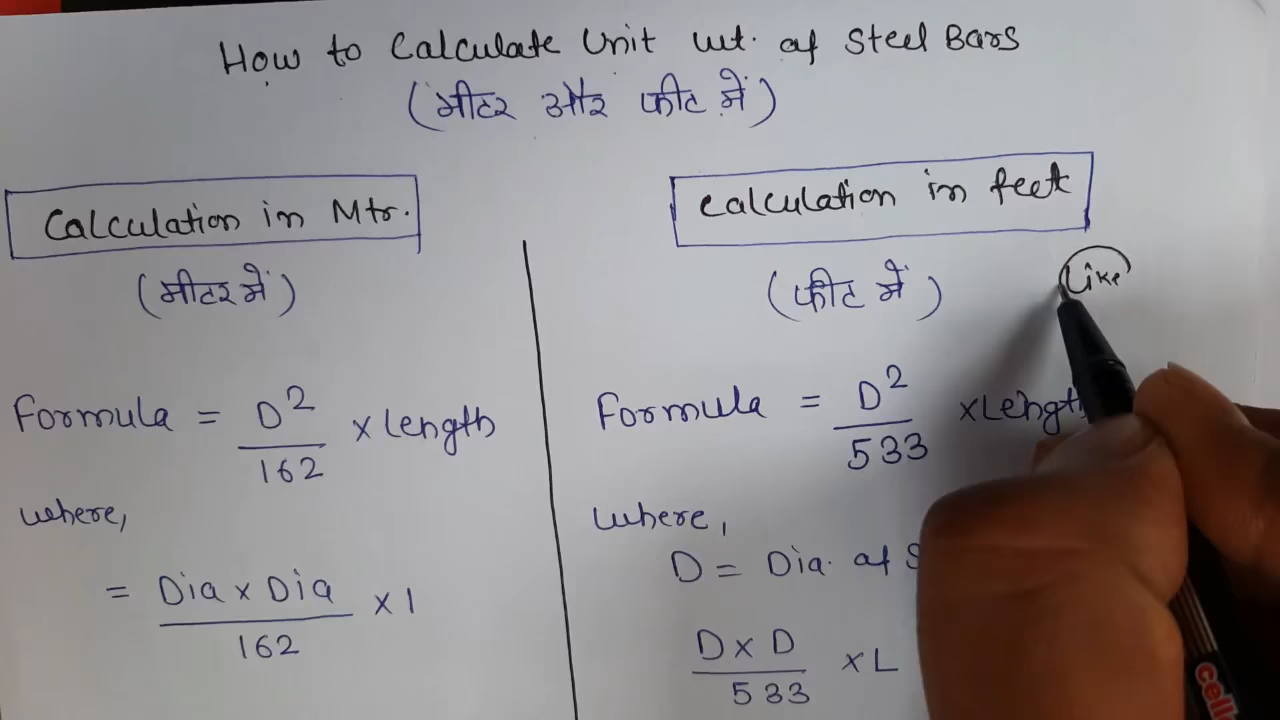 How to Calculate Unit wt. of Steel Bars
(मीटर और फीट में)
Calculation in Mtr.
(मीटर में)
Formula = D²/162 × Length
where,
= Dia × Dia/162 × 1
Calculation in feet
(फीट में)
Like
Formula = D²/533 × Length
where,
D = Dia. of S
D × D/533 × L
cell